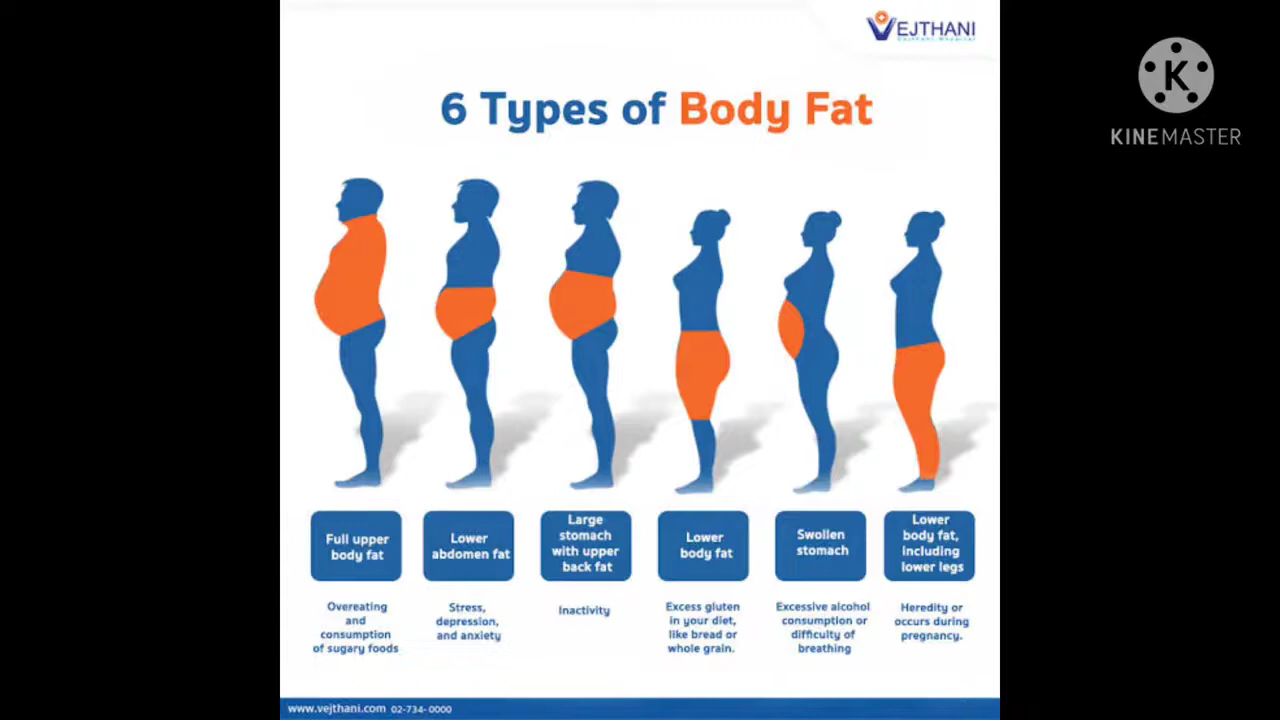 VEJTHANI
Vejthani Hospital
KINEMASTER
6 Types of Body Fat
Full upper
body fat
Overeating
and
consumption
of sugary foods
Lower
abdomen fat
Stress,
depression,
and anxiety
Large
stomach
with upper
back fat
Inactivity
Lower
body fat
Excess gluten
in your diet,
like bread or
whole grain.
Swollen
stomach
Excessive alcohol
consumption or
difficulty of
breathing
Lower
body fat,
including
lower legs
Heredity or
occurs during
pregnancy.
www.vejthani.com 02-734-0000